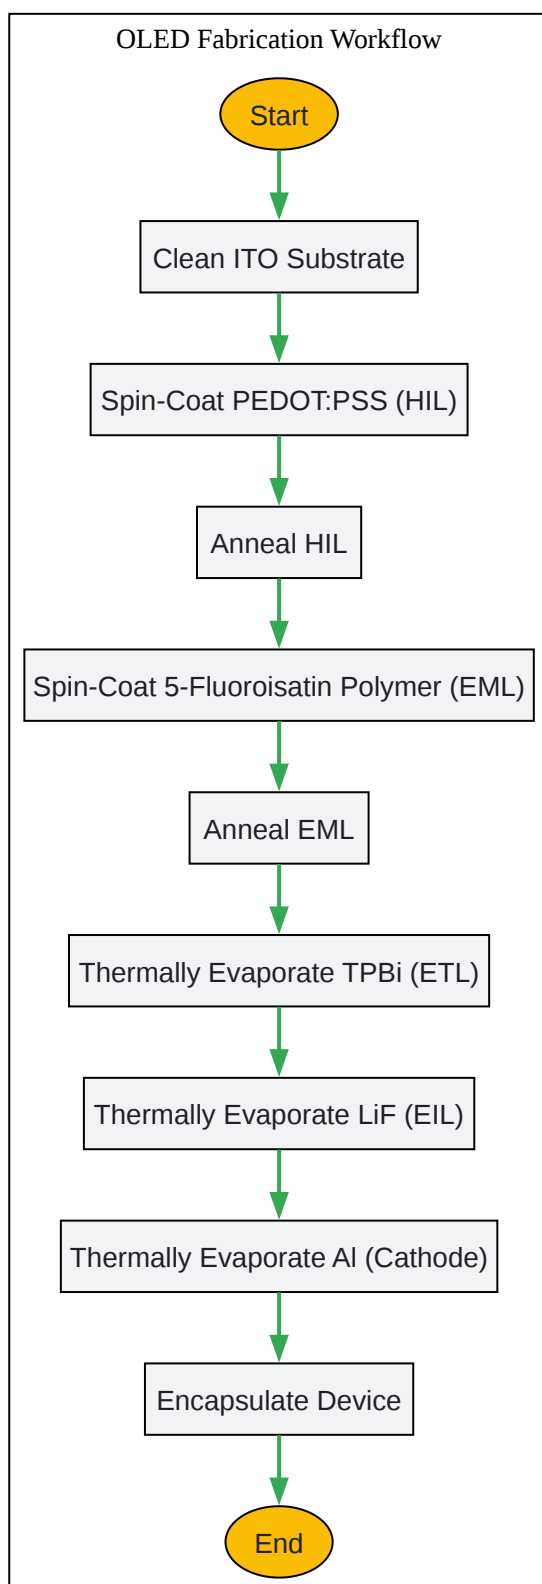 OLED Fabrication Workflow
Start
Clean ITO Substrate
Spin-Coat PEDOT:PSS (HIL)
Anneal HIL
Spin-Coat 5-Fluoroisatin Polymer (EML)
Anneal EML
Thermally Evaporate TPBi (ETL)
Thermally Evaporate LiF (EIL)
Thermally Evaporate Al (Cathode)
Encapsulate Device
End